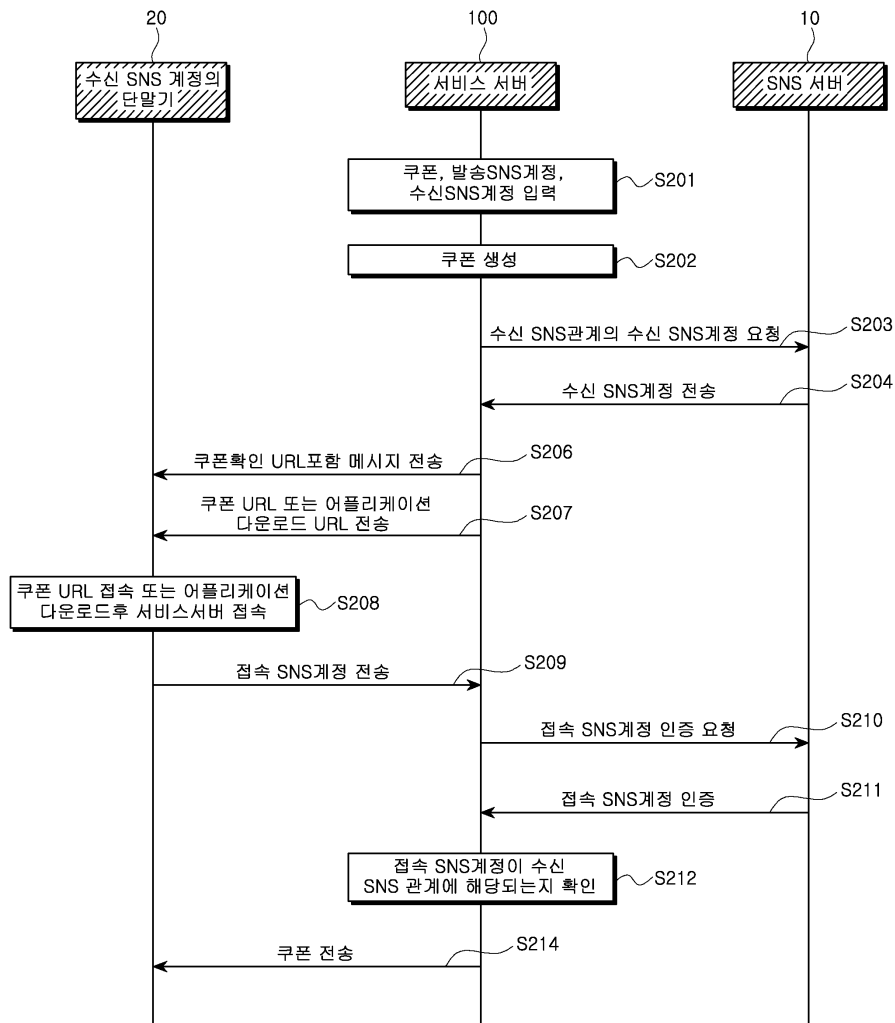 20
100
10
수신 SNS 계정의
단말기
서비스 서버
SNS 서버
쿠폰, 발송SNS계정,
수신SNS계정 입력
S201
쿠폰 생성
S202
수신 SNS관계의 수신 SNS계정 요청
S203
수신 SNS계정 전송
S204
쿠폰확인 URL포함 메시지 전송
S206
쿠폰 URL 또는 어플리케이션
다운로드 URL 전송
S207
쿠폰 URL 접속 또는 어플리케이션
다운로드후 서비스서버 접속
S208
접속 SNS계정 전송
S209
접속 SNS계정 인증 요청
S210
접속 SNS계정 인증
S211
접속 SNS계정이 수신
SNS 관계에 해당되는지 확인
S212
쿠폰 전송
S214